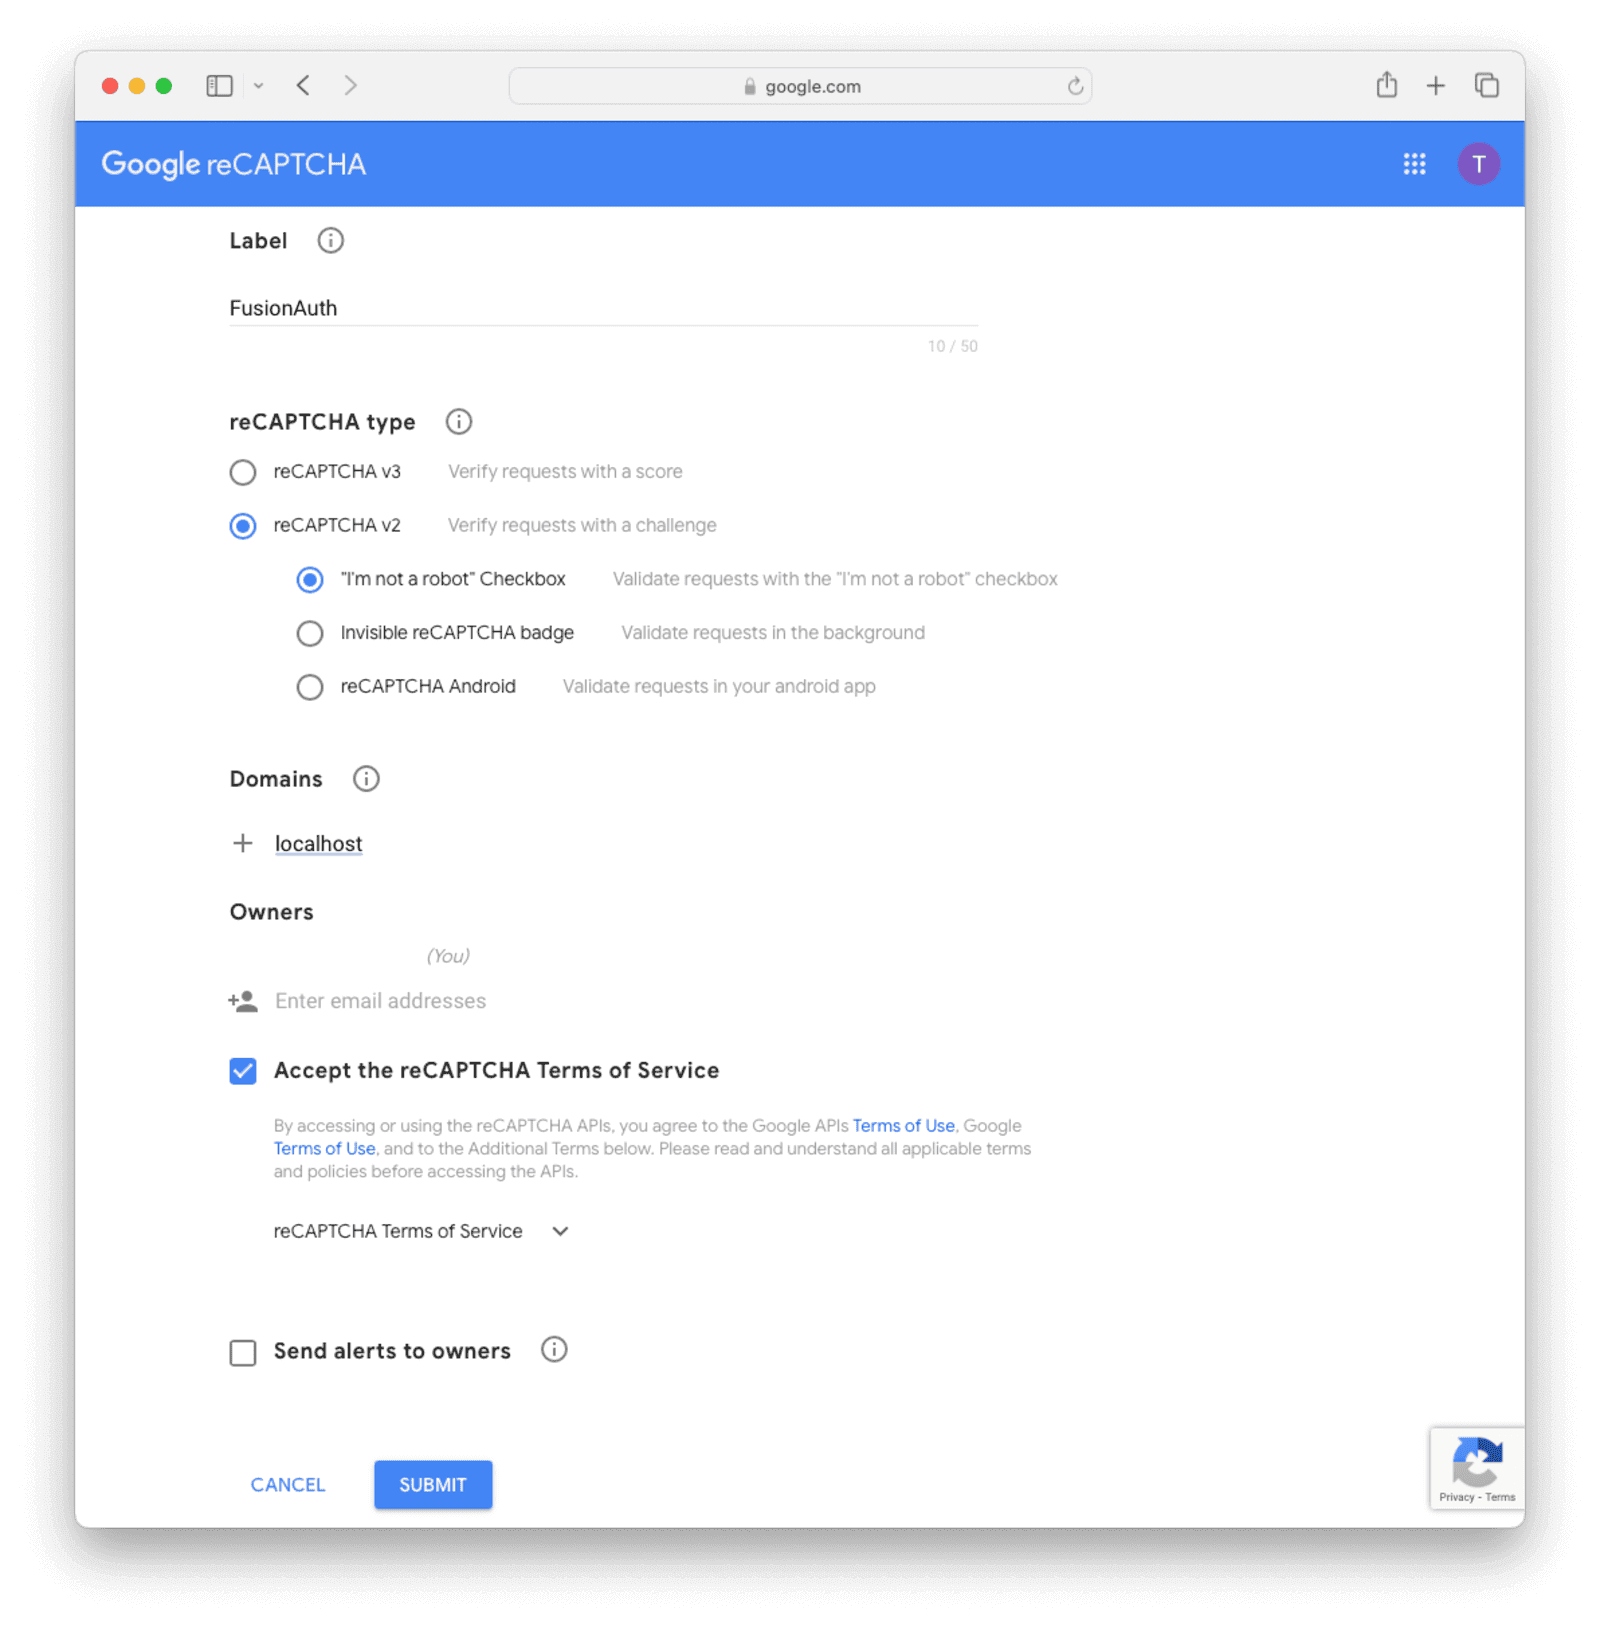 google.com
Google reCAPTCHA
T
Label
FusionAuth
10 / 50
reCAPTCHA type
reCAPTCHA v3 Verify requests with a score
reCAPTCHA v2 Verify requests with a challenge
"I'm not a robot" Checkbox Validate requests with the "I'm not a robot" checkbox
Invisible reCAPTCHA badge Validate requests in the background
reCAPTCHA Android Validate requests in your android app
Domains
localhost
Owners
(You)
Enter email addresses
Accept the reCAPTCHA Terms of Service
By accessing or using the reCAPTCHA APIs, you agree to the Google APIs Terms of Use, Google
Terms of Use, and to the Additional Terms below. Please read and understand all applicable terms
and policies before accessing the APIs.
reCAPTCHA Terms of Service
Send alerts to owners
CANCEL SUBMIT
Privacy - Terms